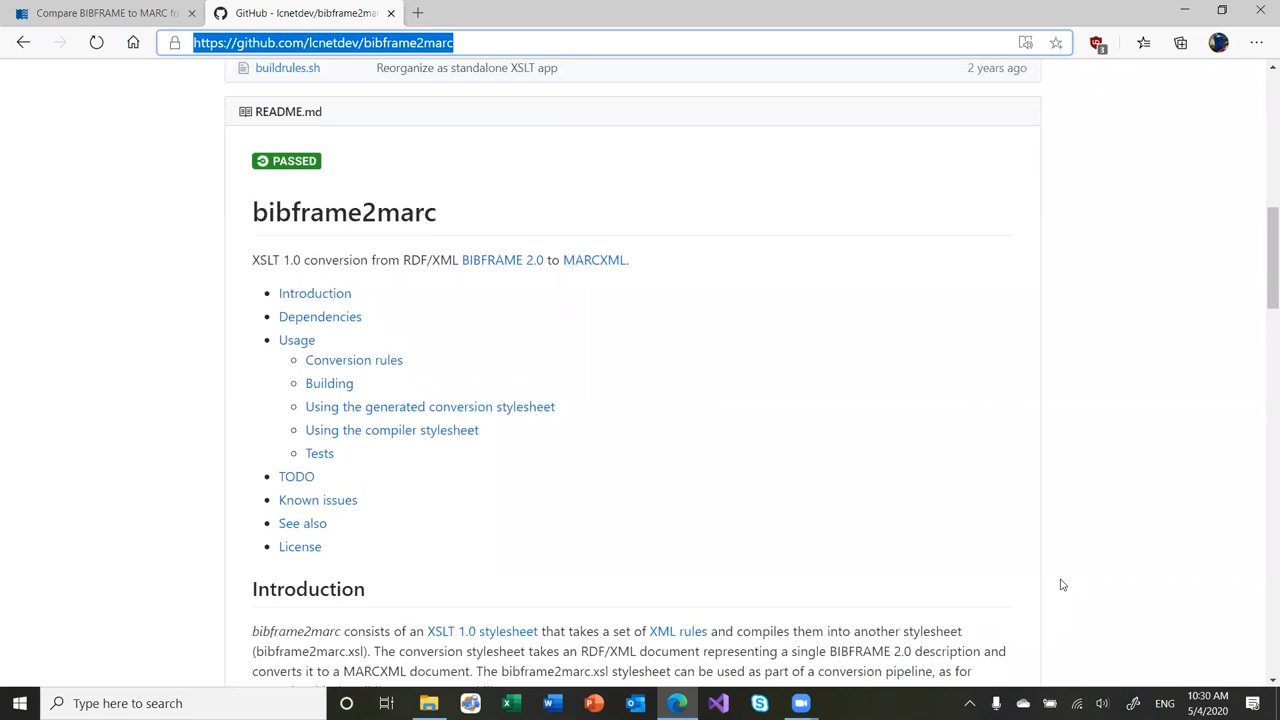 Compare BIBFRAME to MARC fo
GitHub - lcnetdev/bibframe2mar
https://github.com/lcnetdev/bibframe2marc
3
buildrules.sh Reorganize as standalone XSLT app 2 years ago
README.md
PASSED
bibframe2marc
XSLT 1.0 conversion from RDF/XML BIBFRAME 2.0 to MARCXML.
Introduction
Dependencies
Usage
Conversion rules
Building
Using the generated conversion stylesheet
Using the compiler stylesheet
Tests
TODO
Known issues
See also
License
Introduction
bibframe2marc consists of an XSLT 1.0 stylesheet that takes a set of XML rules and compiles them into another stylesheet
(bibframe2marc.xsl). The conversion stylesheet takes an RDF/XML document representing a single BIBFRAME 2.0 description and
converts it to a MARCXML document. The bibframe2marc.xsl stylesheet can be used as part of a conversion pipeline, as for
Type here to search
ENG
10:30 AM
5/4/2020